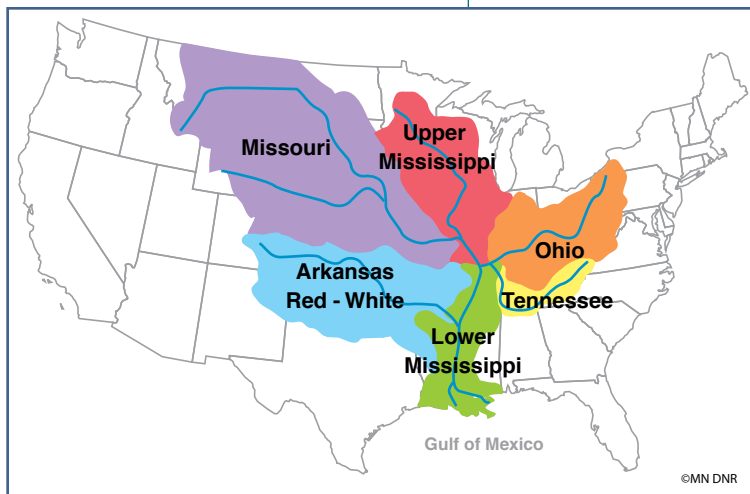 Missouri
Upper
Mississippi
Ohio
Arkansas
Red - White
Tennessee
Lower
Mississippi
Gulf of Mexico
©MN DNR